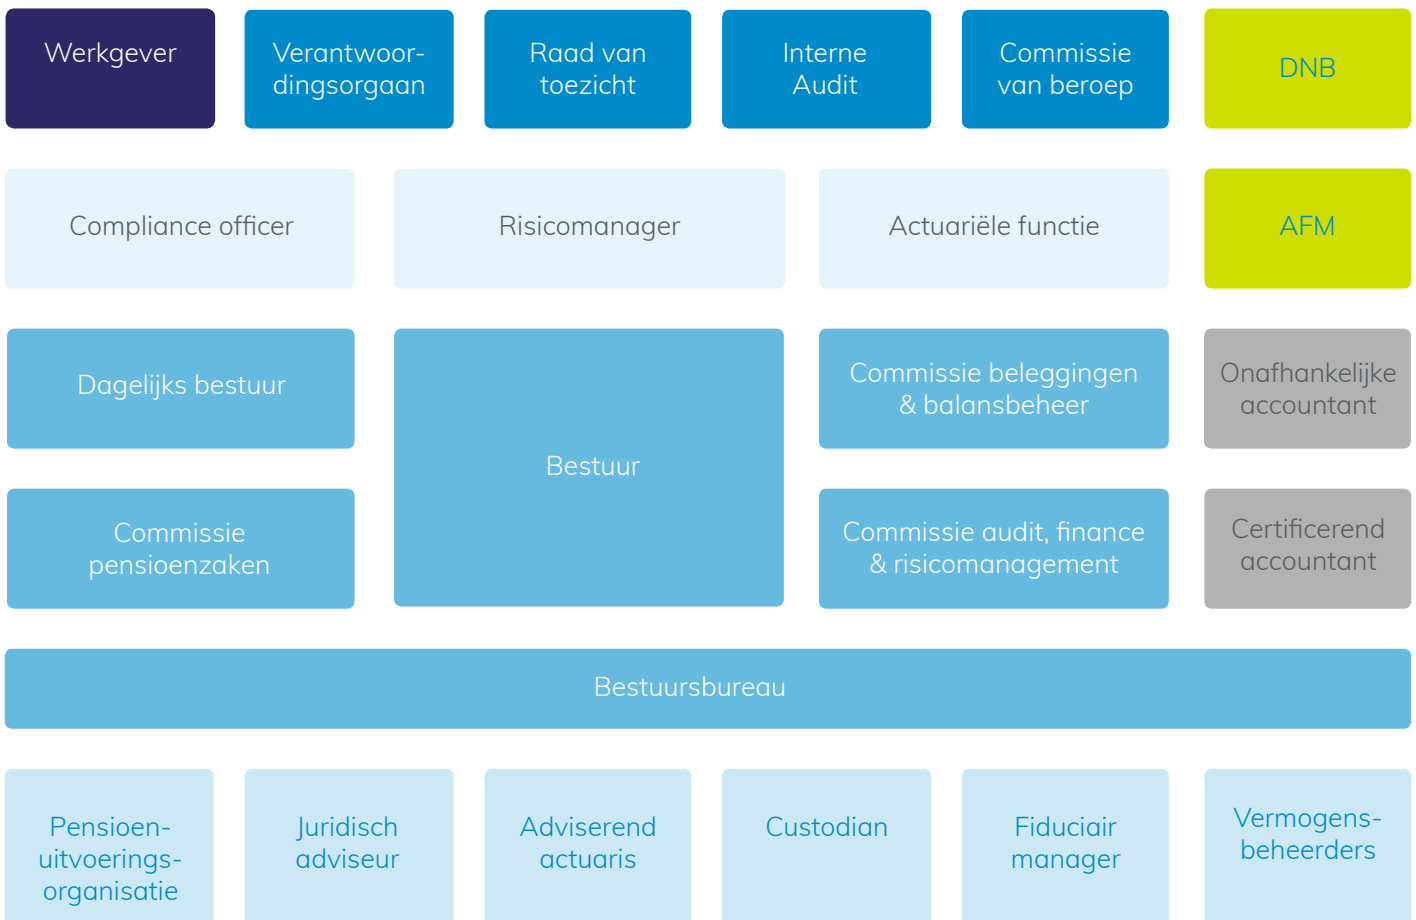 Werkgever
Verantwoor-
dingsorgaan
Raad van
toezicht
Interne
Audit
Commissie
van beroep
DNB
Compliance officer
Risicomanager
Actuariële functie
AFM
Dagelijks bestuur
Bestuur
Commissie beleggingen
& balansbeheer
Onafhankelijke
accountant
Commissie
pensioenzaken
Commissie audit, finance
& risicomanagement
Certificerend
accountant
Bestuursbureau
Pensioen-
uitvoerings-
organisatie
Juridisch
adviseur
Adviserend
actuaris
Custodian
Fiduciair
manager
Vermogens-
beheerders